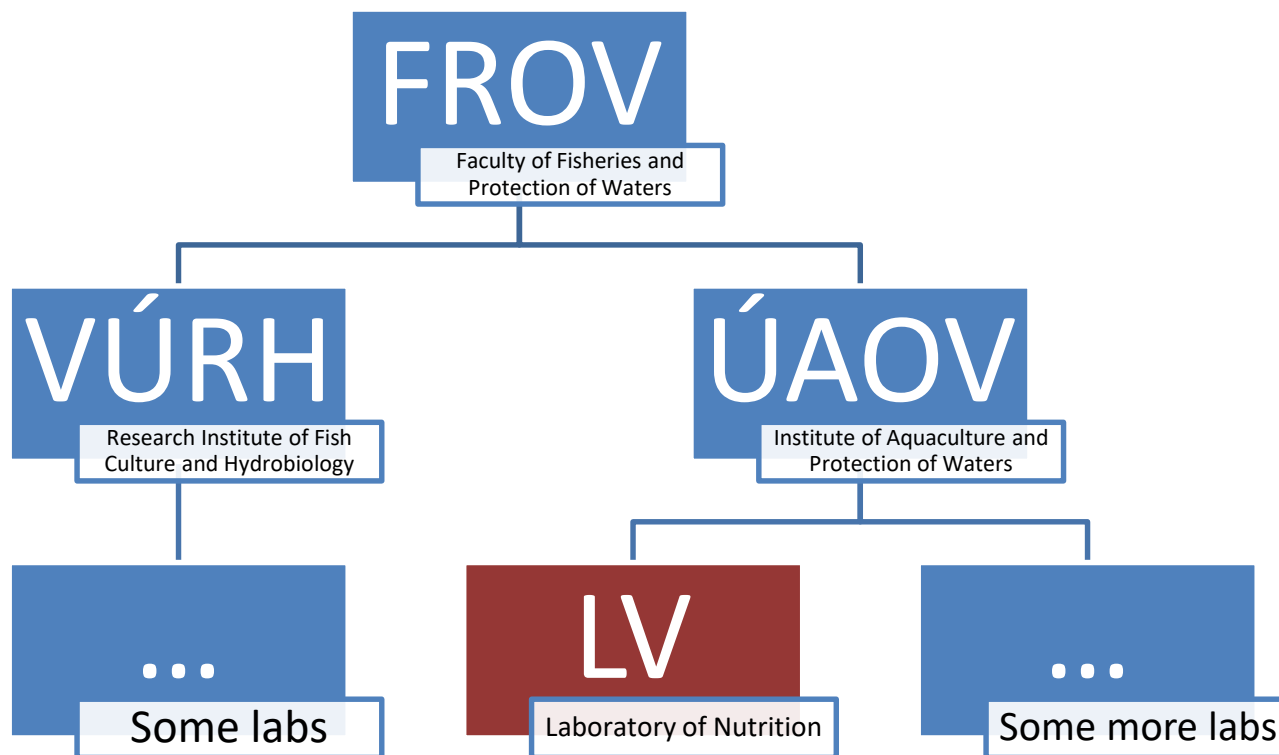 FROV
Faculty of Fisheries and
Protection of Waters
VÚRH
Research Institute of Fish
Culture and Hydrobiology
ÚAOV
Institute of Aquaculture and
Protection of Waters
...
Some labs
LV
Laboratory of Nutrition
...
Some more labs